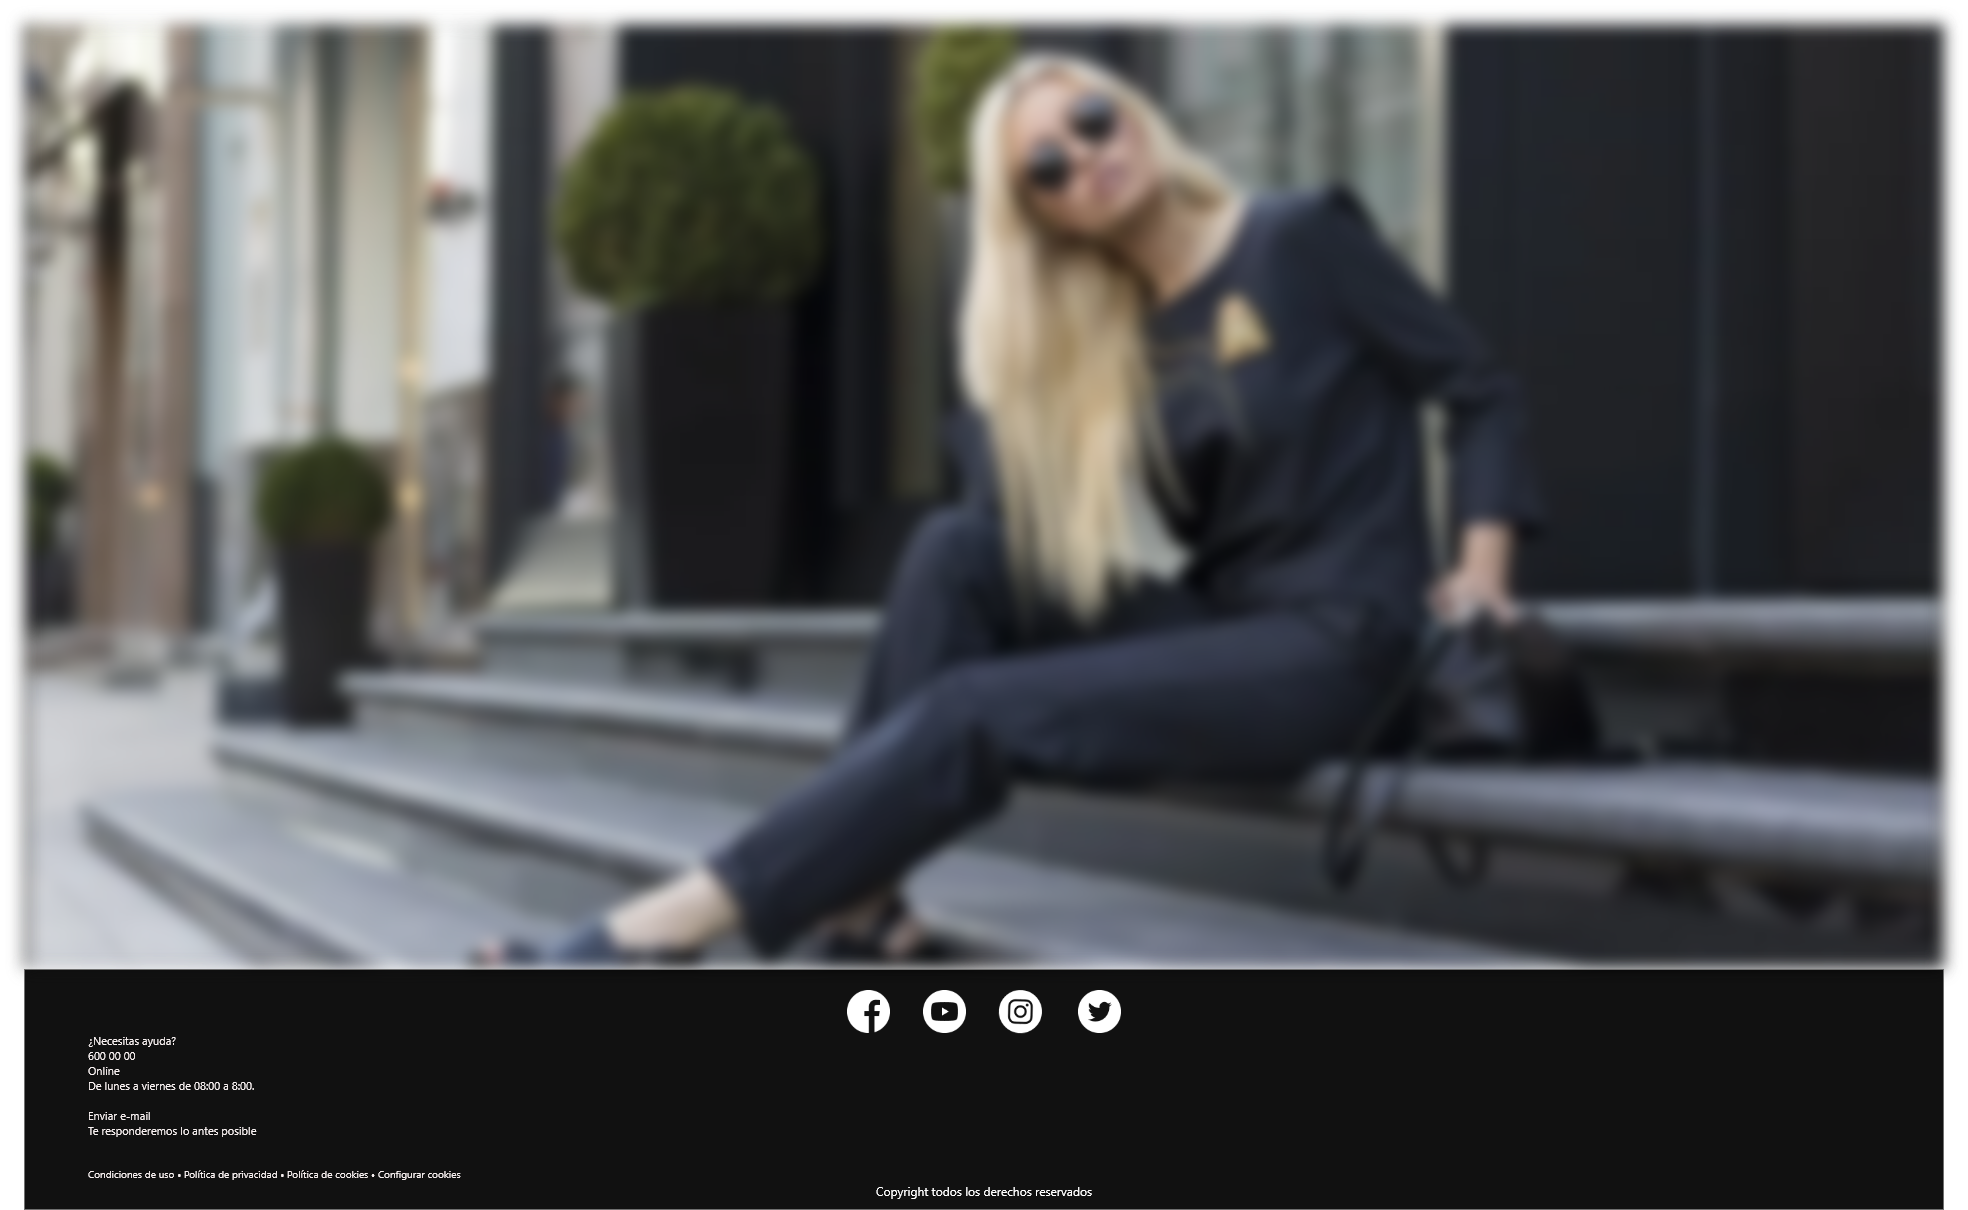 ¿Necesitas ayuda?
600 00 00
Online
De lunes a viernes de 08:00 a 8:00.
Enviar e-mail
Te responderemos lo antes posible
Condiciones de uso • Política de privacidad • Política de cookies • Configurar cookies
Copyright todos los derechos reservados